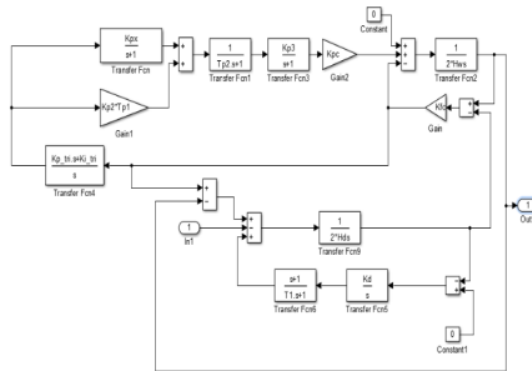 0
Constant
Kpx
s+1
Transfer Fcn
1
Tp2.s+1
Transfer Fcn1
Kp3
s+1
Transfer Fcn3
Kpc
Gain2
1
2*Hws
Transfer Fcn2
Kp2*Tp1
Gain1
Kfc
Gain
Kp_tri.s+Ki_tri
s
Transfer Fcn4
1
In1
1
2*Hds
Transfer Fcn9
1
Out
s+1
T1.s+1
Transfer Fcn6
Kd
s
Transfer Fcn5
0
Constant1